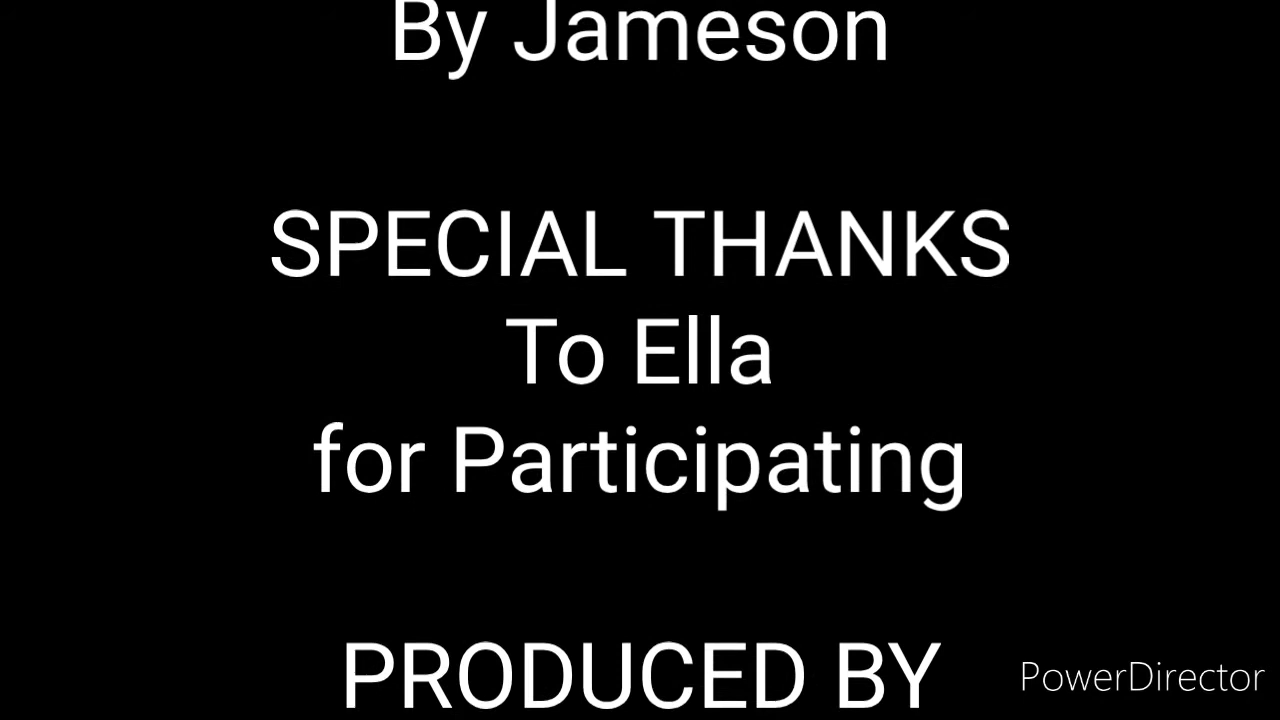 By Jameson
SPECIAL THANKS
To Ella
for Participating
PRODUCED BY
PowerDirector